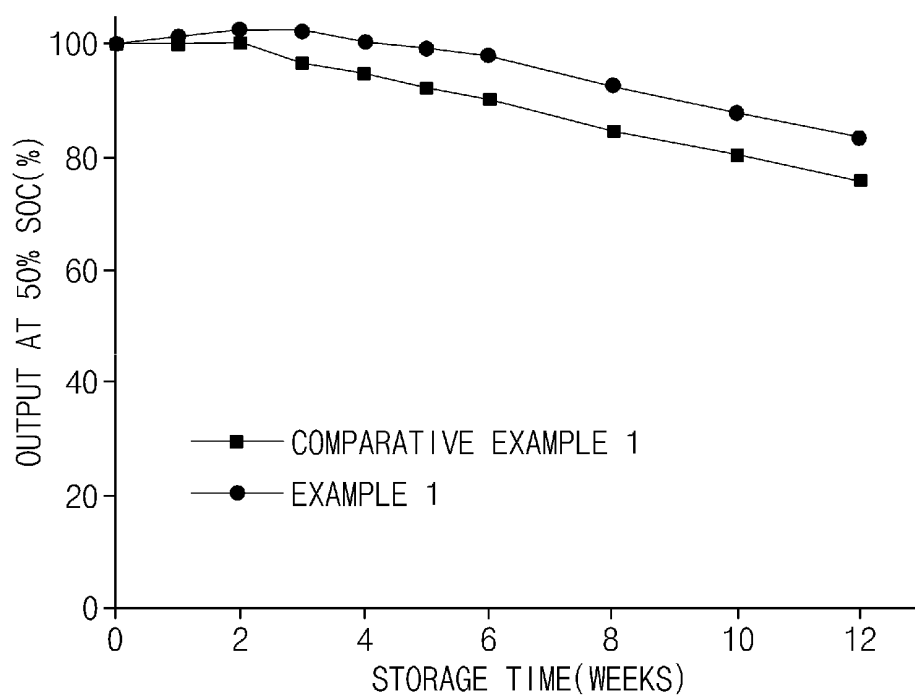 OUTPUT AT 50% SOC(%)
100
80
60
40
20
0
COMPARATIVE EXAMPLE 1
EXAMPLE 1
0 2 4 6 8 10 12
STORAGE TIME(WEEKS)